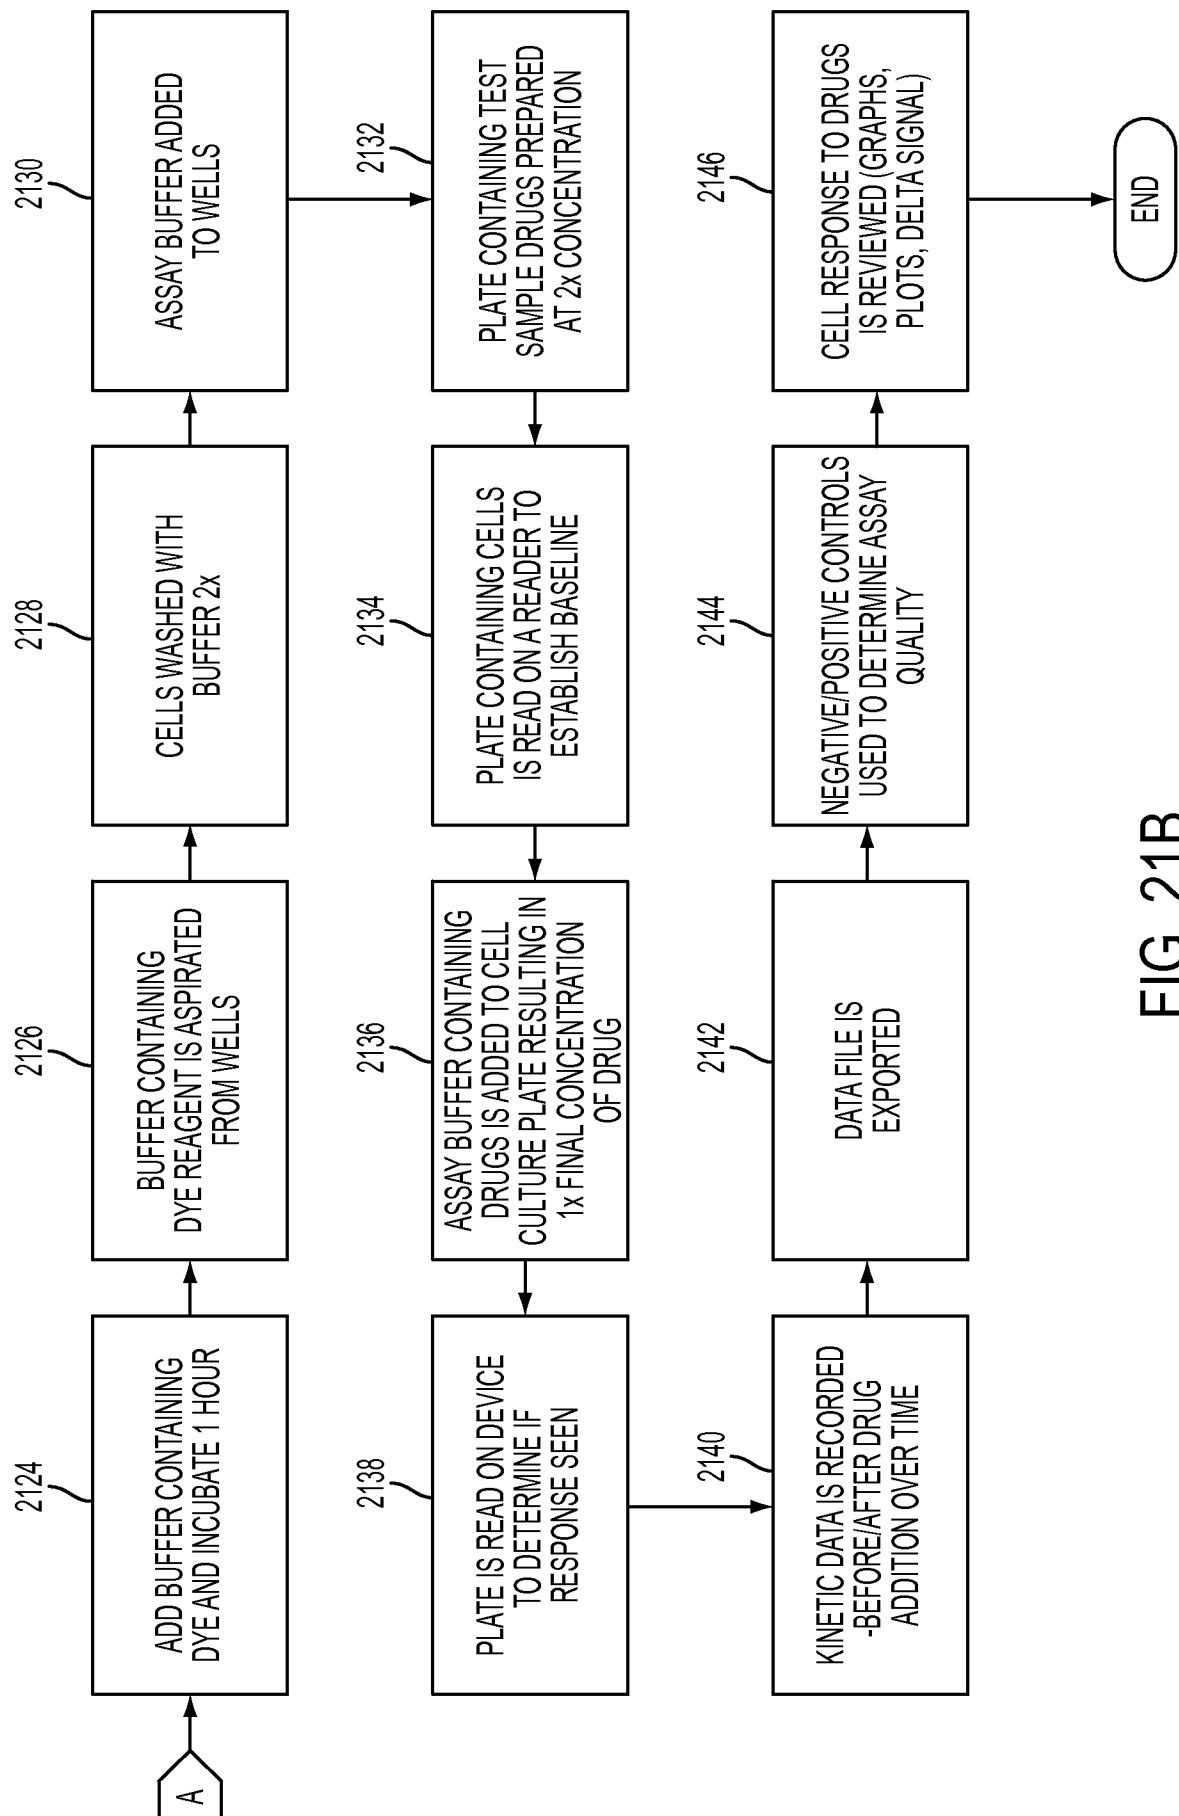 A
2124
ADD BUFFER CONTAINING
DYE AND INCUBATE 1 HOUR
2126
BUFFER CONTAINING
DYE REAGENT IS ASPIRATED
FROM WELLS
2128
CELLS WASHED WITH
BUFFER 2x
2130
ASSAY BUFFER ADDED
TO WELLS
2132
PLATE CONTAINING TEST
SAMPLE DRUGS PREPARED
AT 2x CONCENTRATION
2134
PLATE CONTAINING CELLS
IS READ ON A READER TO
ESTABLISH BASELINE
2136
ASSAY BUFFER CONTAINING
DRUGS IS ADDED TO CELL
CULTURE PLATE RESULTING IN
1x FINAL CONCENTRATION
OF DRUG
2138
PLATE IS READ ON DEVICE
TO DETERMINE IF
RESPONSE SEEN
2140
KINETIC DATA IS RECORDED
-BEFORE/AFTER DRUG
ADDITION OVER TIME
2142
DATA FILE IS
EXPORTED
2144
NEGATIVE/POSITIVE CONTROLS
USED TO DETERMINE ASSAY
QUALITY
2146
CELL RESPONSE TO DRUGS
IS REVIEWED (GRAPHS,
PLOTS, DELTA SIGNAL)
END
FIG. 21B